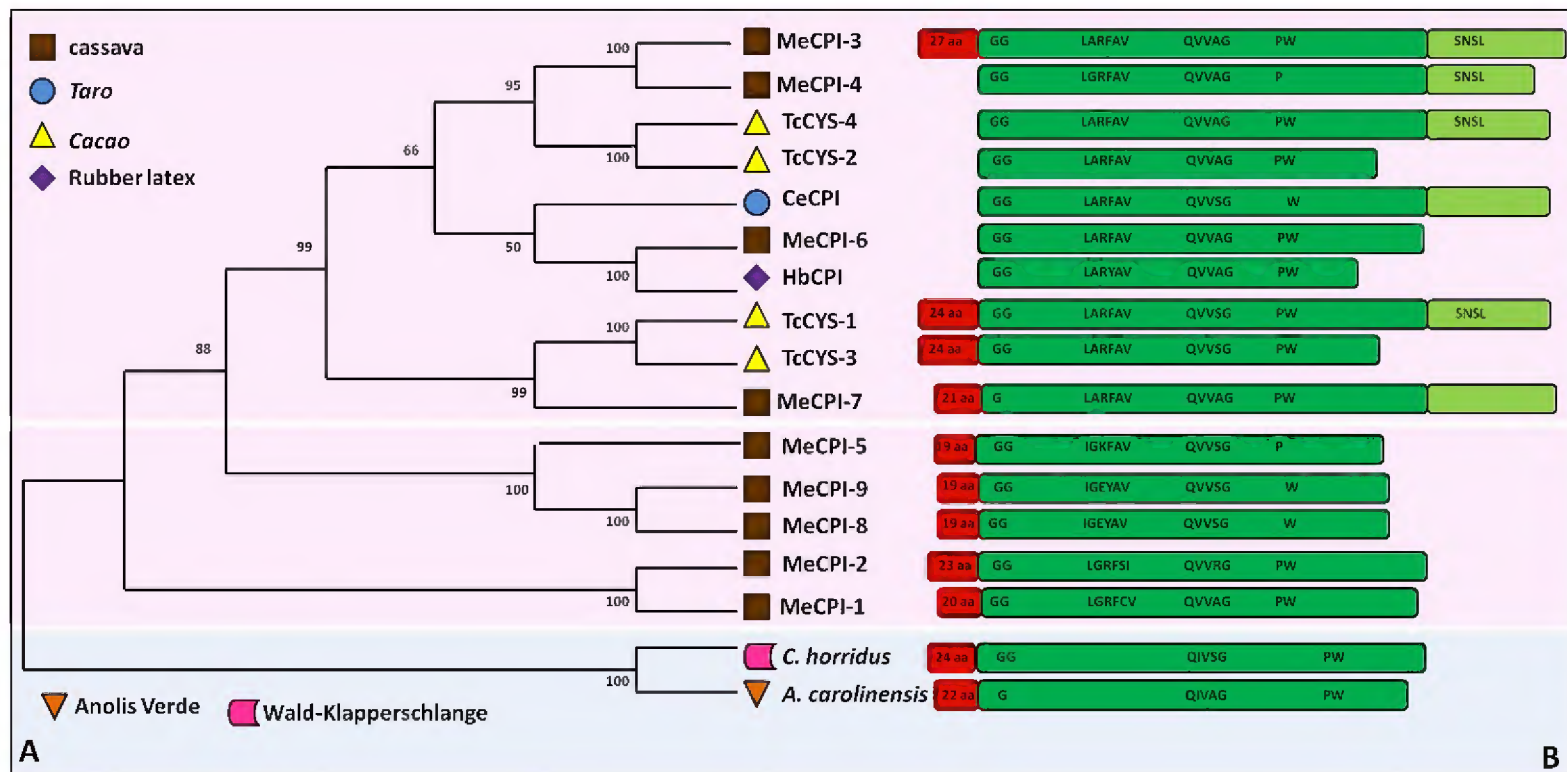 cassava
Taro
Cacao
Rubber latex
100
95
100
66
50
100
99
100
99
88
100
100
100
100
MeCPI-3 27 aa GG LARFAV QVVAG PW SNSL
MeCPI-4 GG LGRFAV QVVAG P SNSL
TcCYS-4 GG LARFAV QVVAG PW SNSL
TcCYS-2 GG LARFAV QVVAG PW
CeCPI GG LARFAV QVVSG W
MeCPI-6 GG LARFAV QVVAG PW
HbCPI GG LARYAV QVVAG PW
TcCYS-1 24 aa GG LARFAV QVVSG PW SNSL
TcCYS-3 24 aa GG LARFAV QVVSG PW
MeCPI-7 21 aa G LARFAV QVVAG PW
MeCPI-5 19 aa GG IGKFAV QVVSG P
MeCPI-9 19 aa GG IGEYAV QVVSG W
MeCPI-8 19 aa GG IGEYAV QVVSG W
MeCPI-2 23 aa GG LGRFSI QVVRG PW
MeCPI-1 20 aa GG LGRFCV QVVAG PW
C. horridus 24 aa GG QIVSG PW
A. carolinensis 22 aa G QIVAG PW
Anolis Verde
Wald-Klapperschlange
A
B